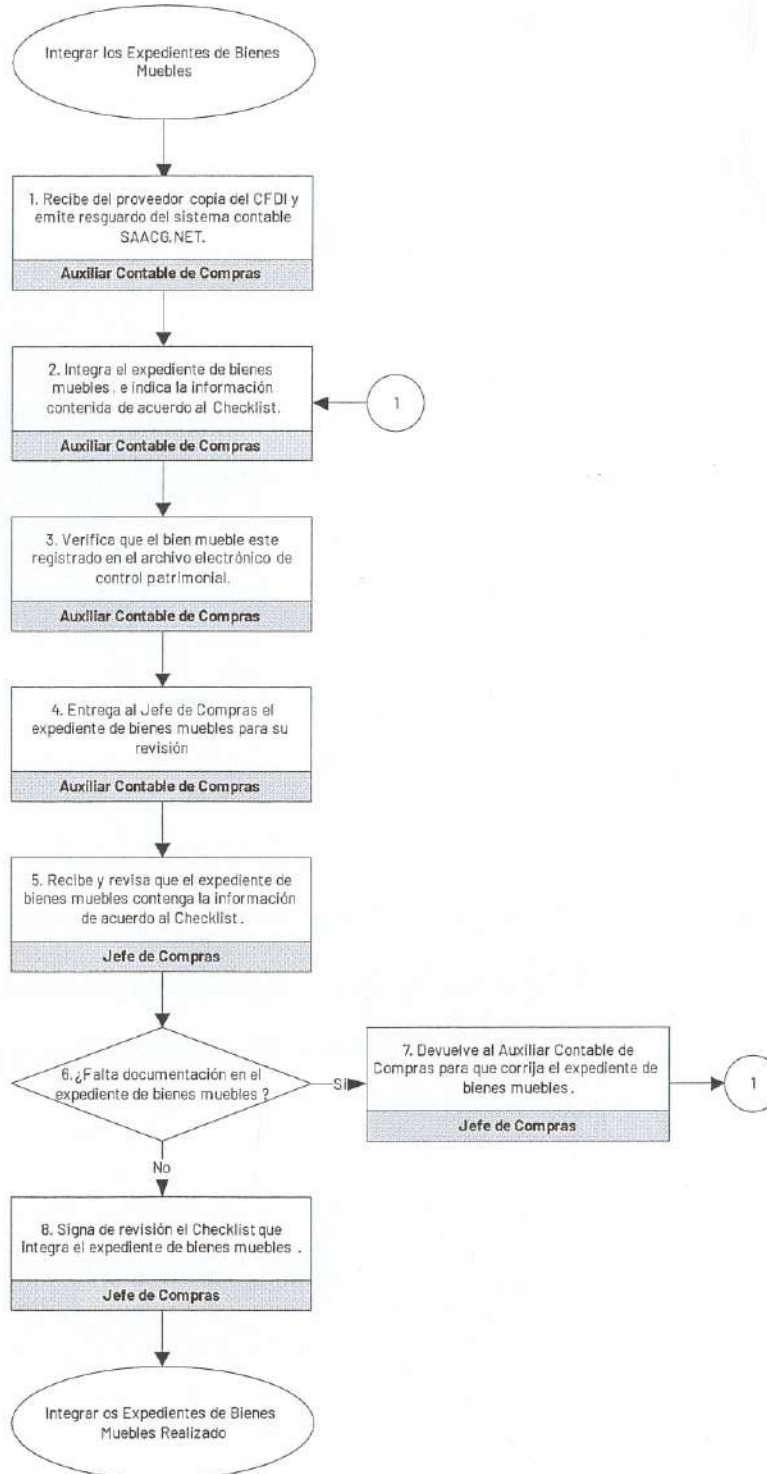 Integrar los Expedientes de Bienes
Muebles
1. Recibe del proveedor copia del CFDI y
emite resguardo del sistema contable
SAACG.NET.
Auxiliar Contable de Compras
2. Integra el expediente de bienes
muebles, e indica la información
contenida de acuerdo al Checklist.
Auxiliar Contable de Compras
1
3. Verifica que el bien mueble este
registrado en el archivo electrónico de
control patrimonial.
Auxiliar Contable de Compras
4. Entrega al Jefe de Compras el
expediente de bienes muebles para su
revisión
Auxiliar Contable de Compras
5. Recibe y revisa que el expediente de
bienes muebles contenga la información
de acuerdo al Checklist.
Jefe de Compras
6. ¿Falta documentación en el
expediente de bienes muebles ?
Si
7. Devuelve al Auxiliar Contable de
Compras para que corrija el expediente de
bienes muebles.
Jefe de Compras
1
No
8. Signa de revisión el Checklist que
integra el expediente de bienes muebles .
Jefe de Compras
Integrar os Expedientes de Bienes
Muebles Realizado